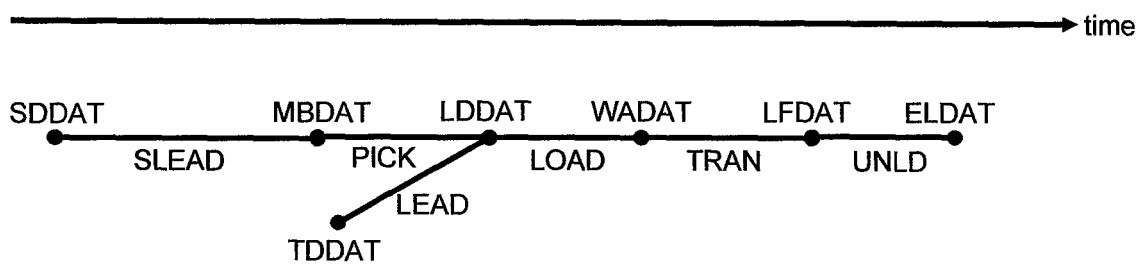 time
SDDAT MBDAT LDDAT WADAT LFDAT ELDAT
SLEAD PICK LOAD TRAN UNLD
LEAD
TDDAT